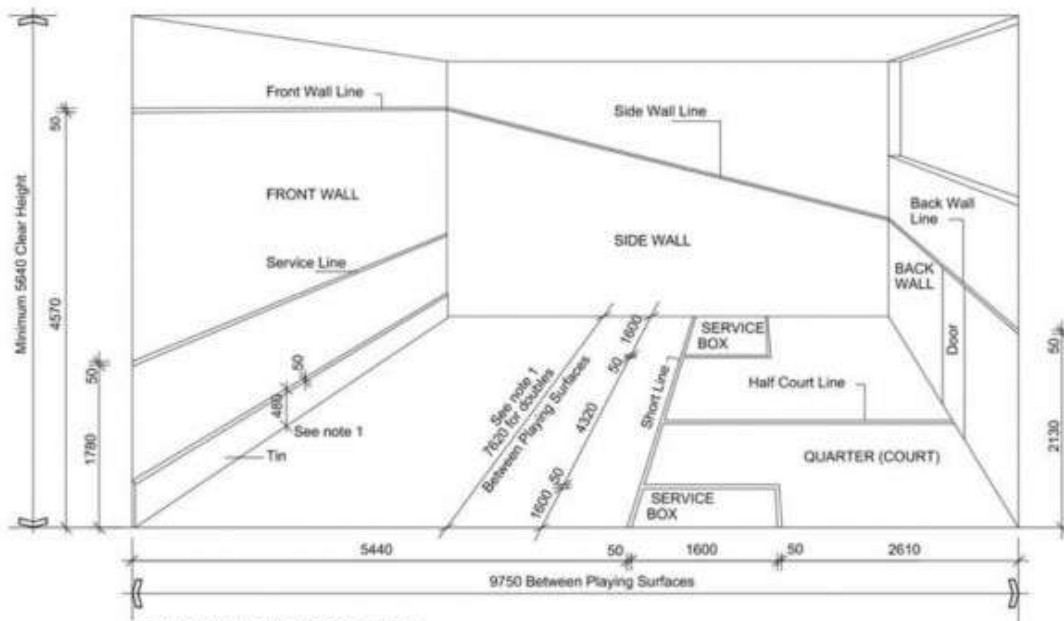 Minimum 5640 Clear Height
50
4570
50
1780
Front Wall Line
FRONT WALL
Service Line
50
480
See note 1
Tin
Side Wall Line
SIDE WALL
Back Wall
Line
BACK
WALL
Door
50
2130
See note 1
7620 for doubles
Between Playing Surfaces
1600
50
4320
50
1600
Short Line
SERVICE
BOX
Half Court Line
QUARTER (COURT)
SERVICE
BOX
5440
50
1600
50
2610
9750 Between Playing Surfaces